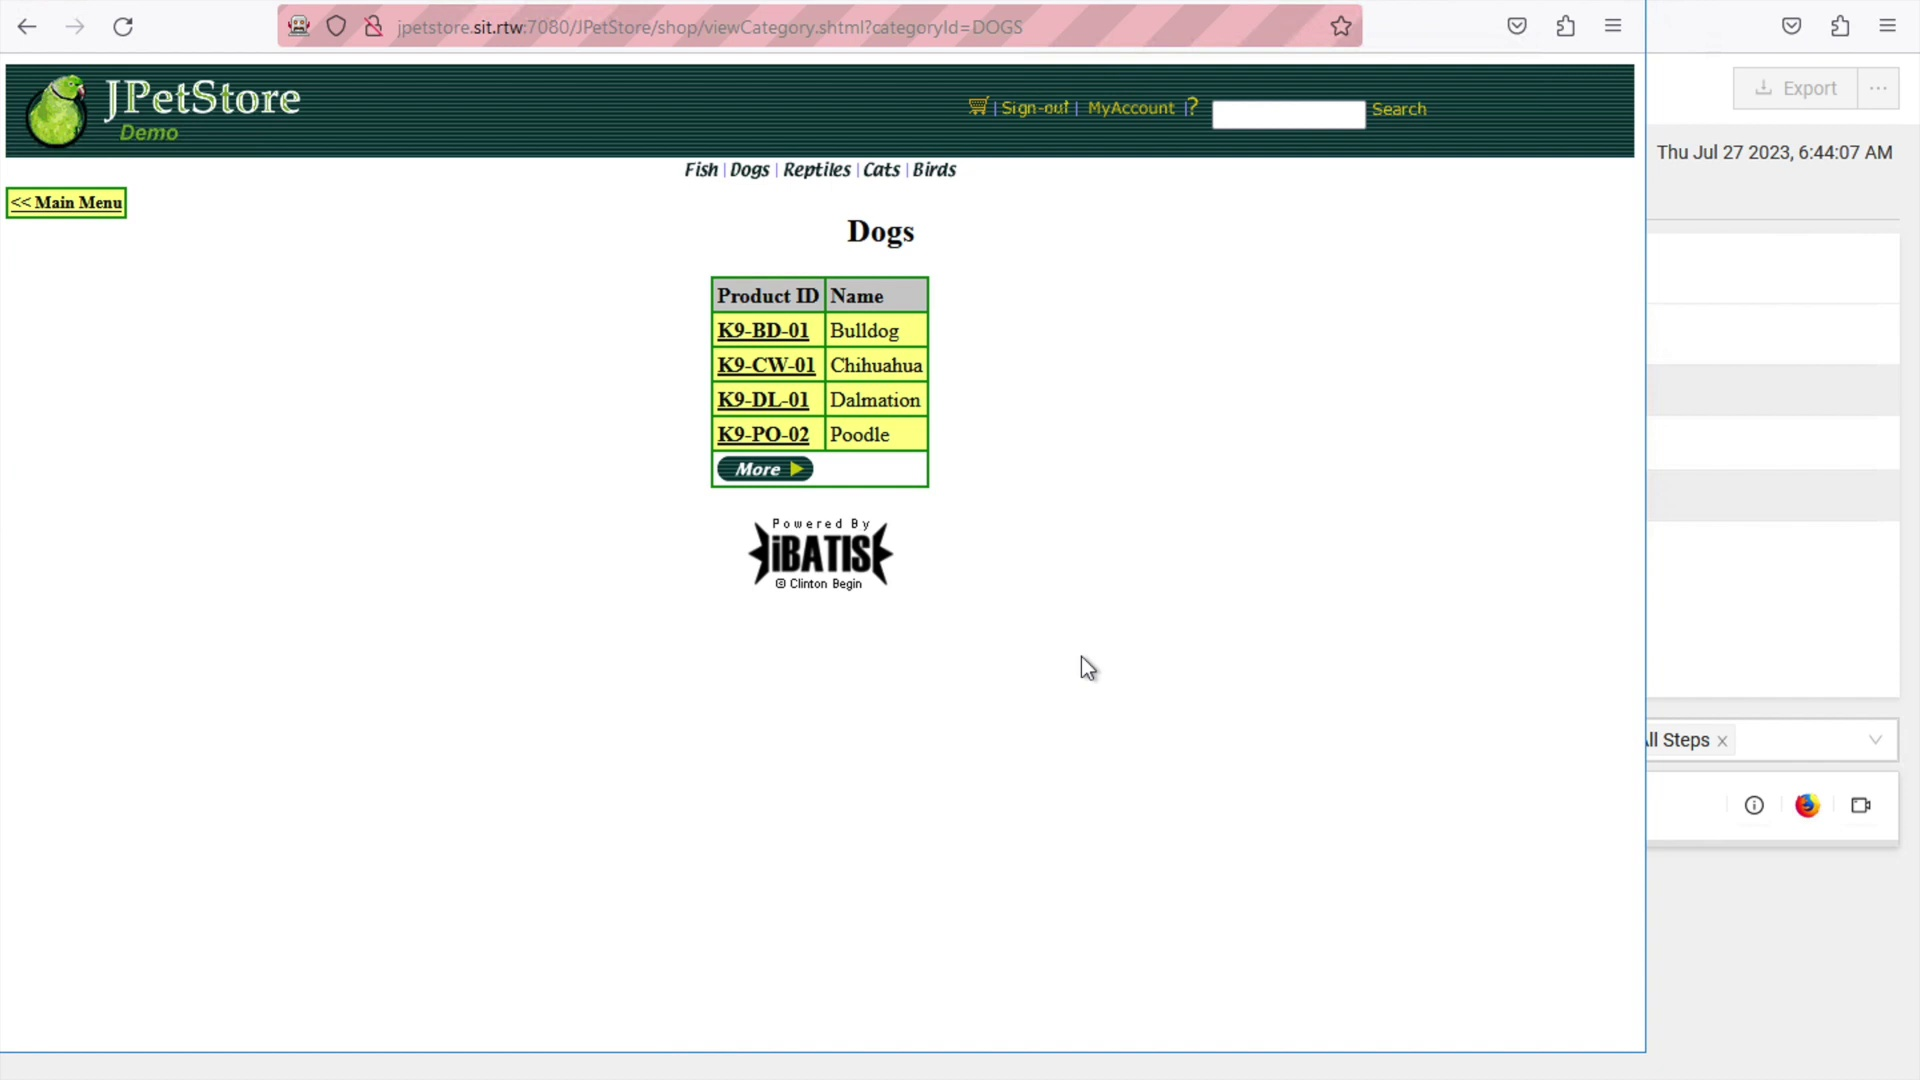 jpetstore.sit.rtw:7080/JPetStore/shop/viewCategory.shtml?categoryId=DOGS
Export
JPetStore
Demo
| Sign-out | MyAccount | ? Search
Thu Jul 27 2023, 6:44:07 AM
Fish | Dogs | Reptiles | Cats | Birds
<< Main Menu
Dogs
Product ID Name
K9-BD-01 Bulldog
K9-CW-01 Chihuahua
K9-DL-01 Dalmation
K9-PO-02 Poodle
More
Powered By
iBATIS
© Clinton Begin
All Steps ×